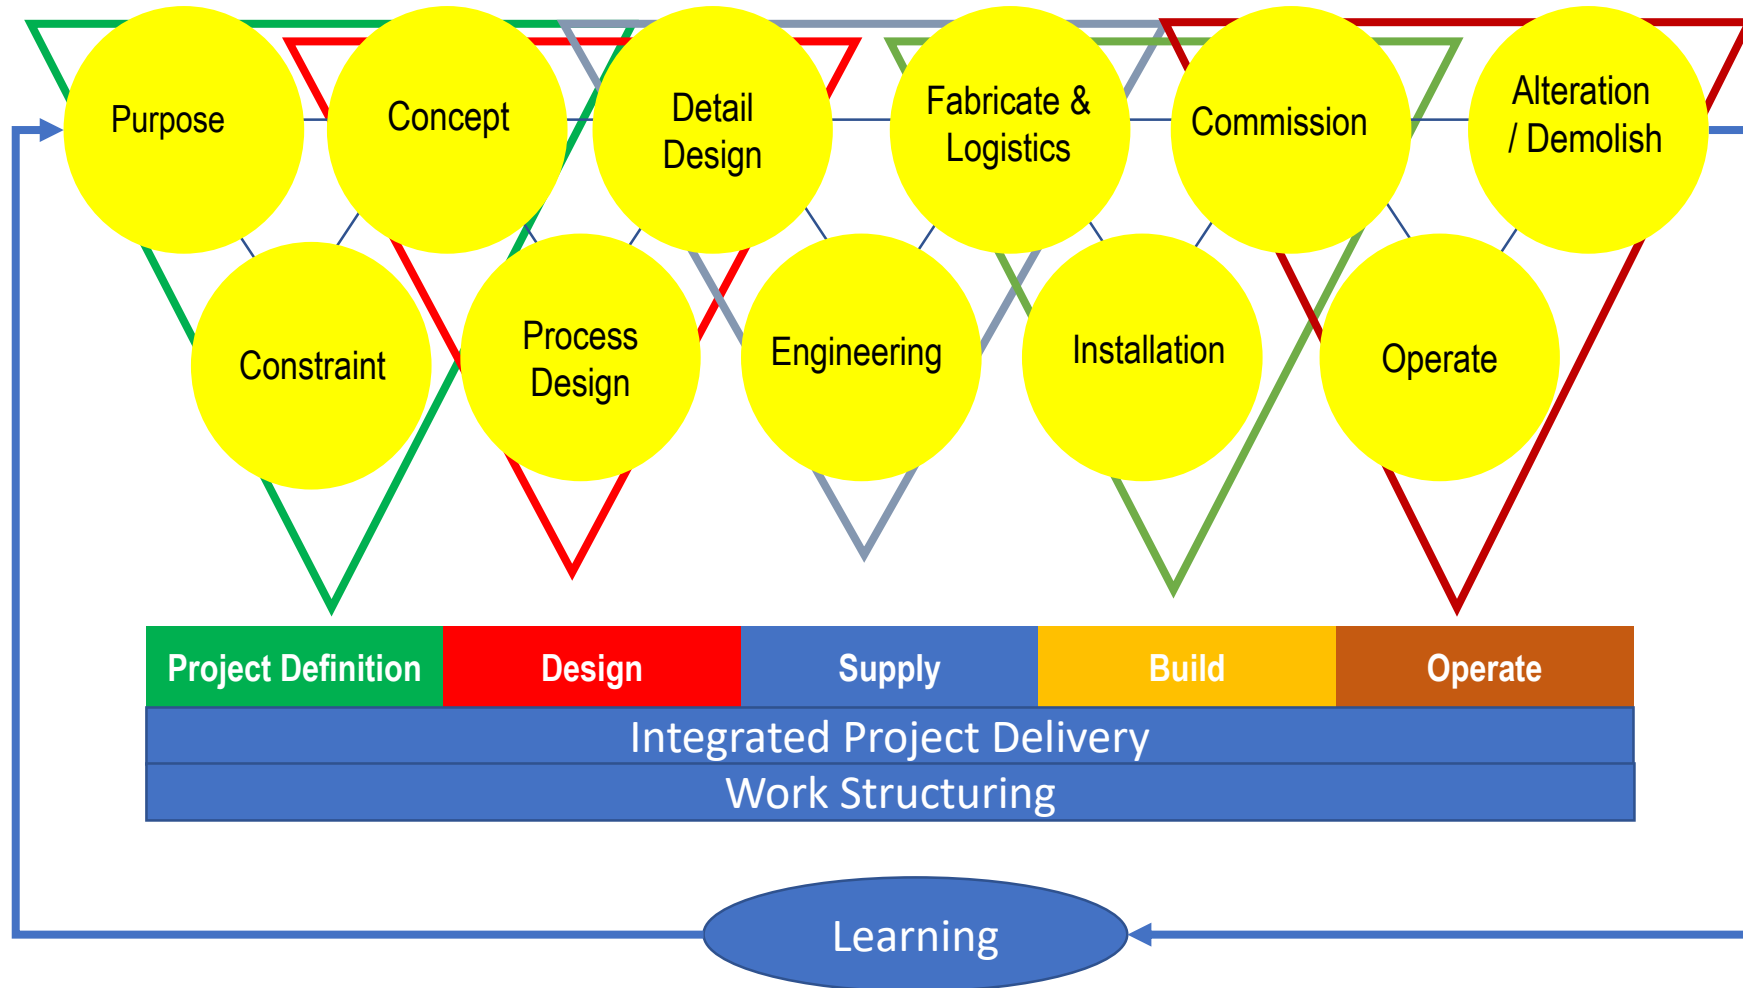 Purpose
Concept
Detail
Design
Fabricate &
Logistics
Commission
Alteration
/ Demolish
Constraint
Process
Design
Engineering
Installation
Operate
Project Definition
Design
Supply
Build
Operate
Integrated Project Delivery
Work Structuring
Learning